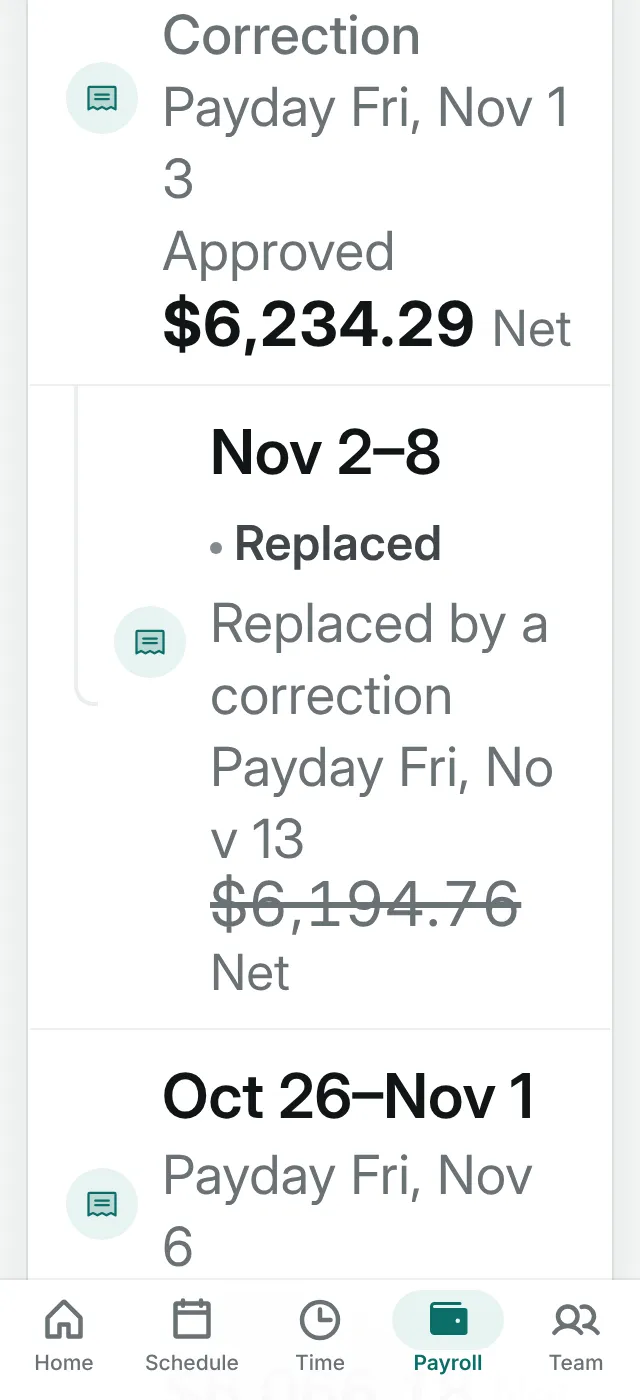 Correction
Payday Fri, Nov 1
3
Approved
$6,234.29 Net
Nov 2–8
• Replaced
Replaced by a
correction
Payday Fri, No
v 13
$6,194.76
Net
Oct 26–Nov 1
Payday Fri, Nov
6
Home
Schedule
Time
Payroll
Team